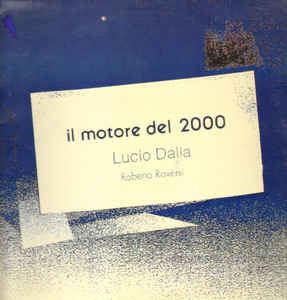 il motore del 2000
Lucio Dalla
Roberto Roversi